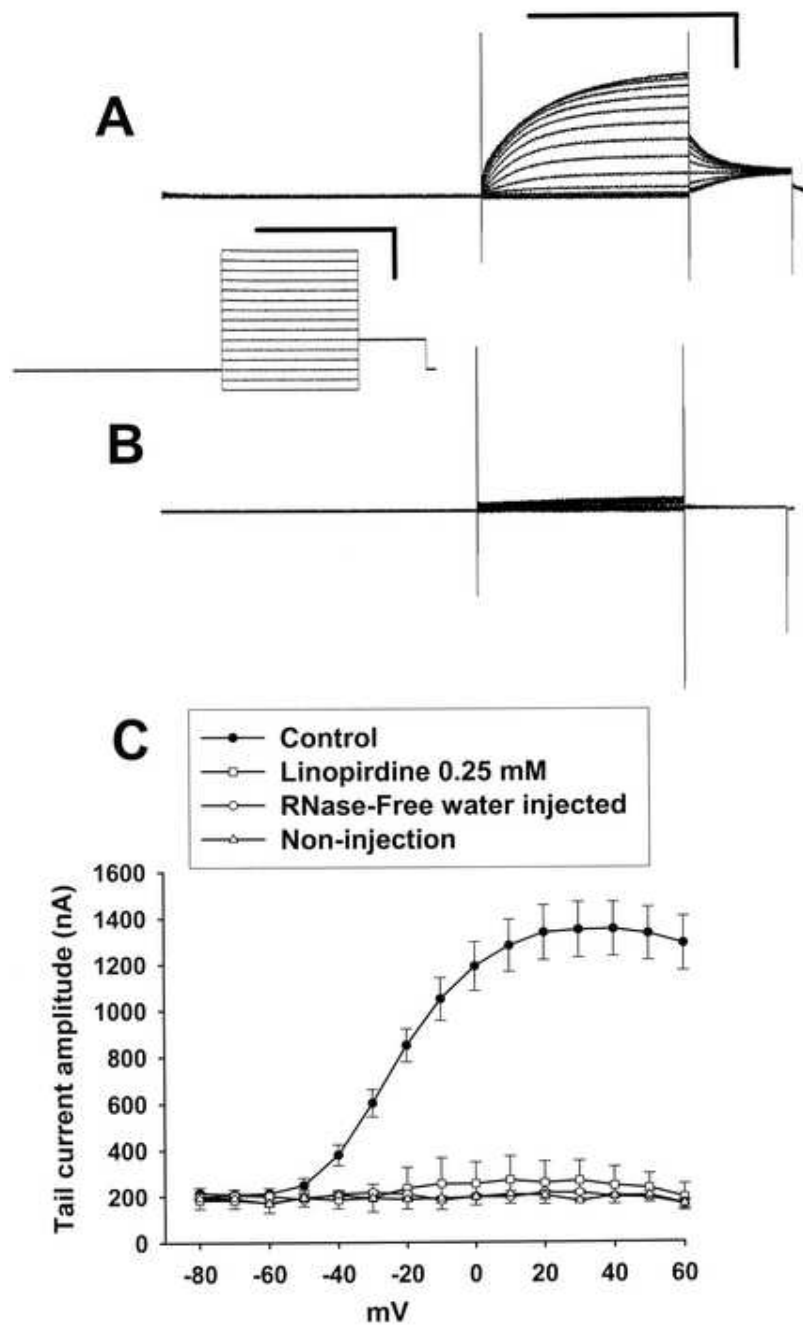 A
B
C
Control
Linopirdine 0.25 mM
RNase-Free water injected
Non-injection
Tail current amplitude (nA)
1600
1400
1200
1000
800
600
400
200
0
-80 -60 -40 -20 0 20 40 60
mV